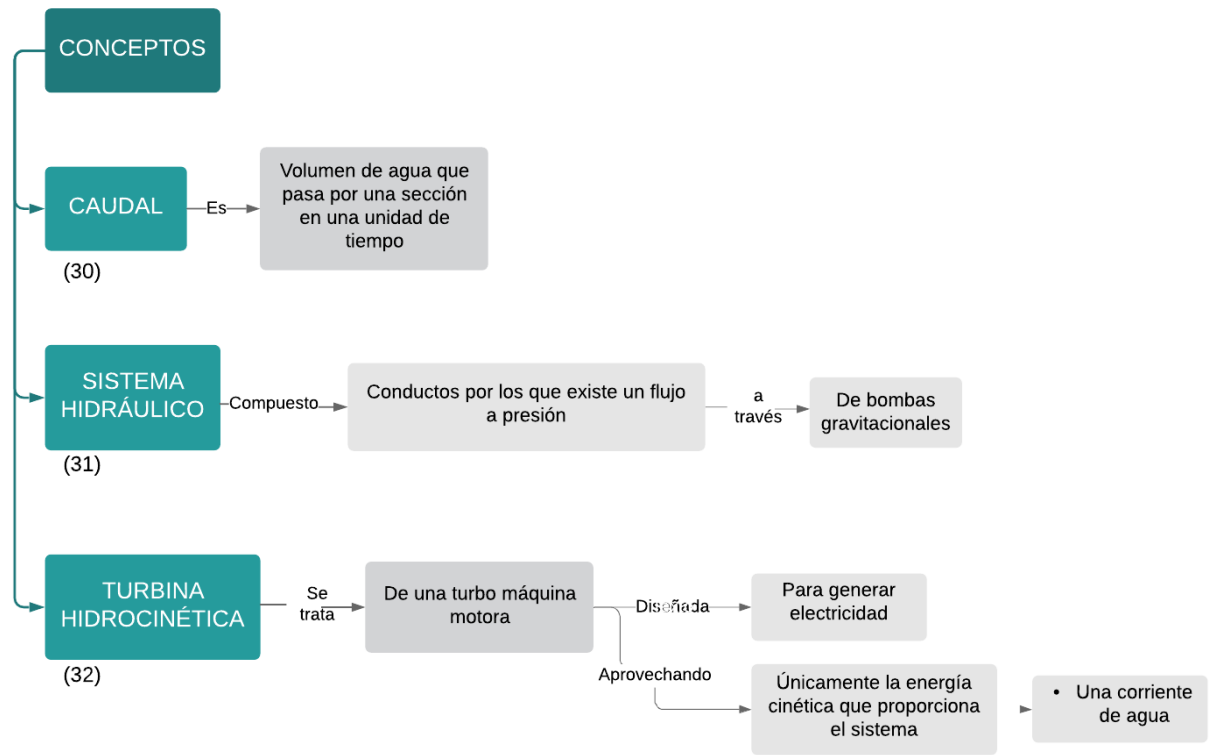 CONCEPTOS
CAUDAL
(30)
Es
Volumen de agua que
pasa por una sección
en una unidad de
tiempo
SISTEMA
HIDRÁULICO
(31)
Compuesto
Conductos por los que existe un flujo
a presión
a
través
De bombas
gravitacionales
TURBINA
HIDROCINÉTICA
(32)
Se
trata
De una turbo máquina
motora
Diseñada
Para generar
electricidad
Aprovechando
Únicamente la energía
cinética que proporciona
el sistema
• Una corriente
de agua